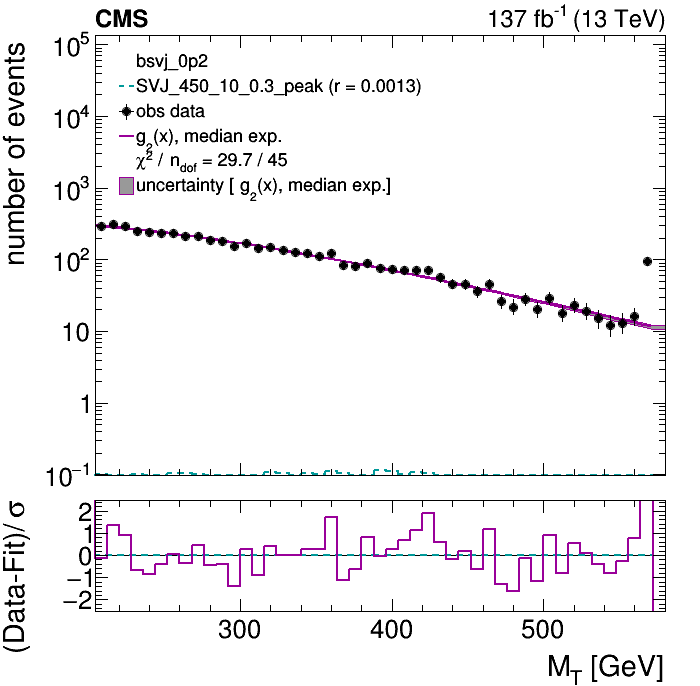 CMS 137 fb⁻¹ (13 TeV)
number of events
10⁵
10⁴
10³
10²
10
1
10⁻¹
bsvj_0p2
SVJ_450_10_0.3_peak (r = 0.0013)
obs data
g₂(x), median exp.
χ² / n_dof = 29.7 / 45
uncertainty [ g₂(x), median exp.]
(Data-Fit)/ σ
2
1
0
−1
−2
300 400 500
M_T [GeV]